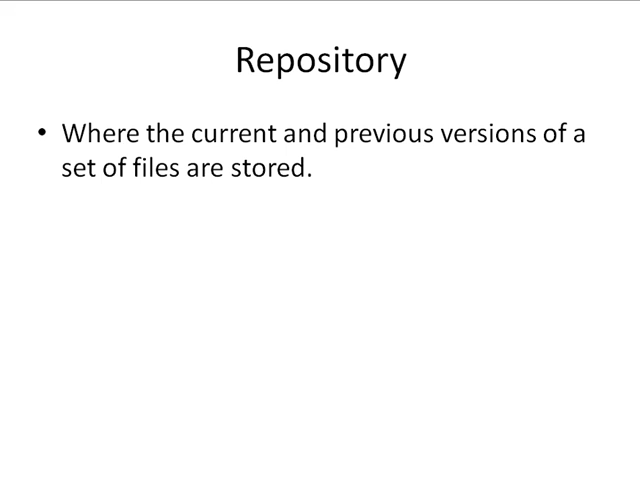 Repository
• Where the current and previous versions of a
set of files are stored.